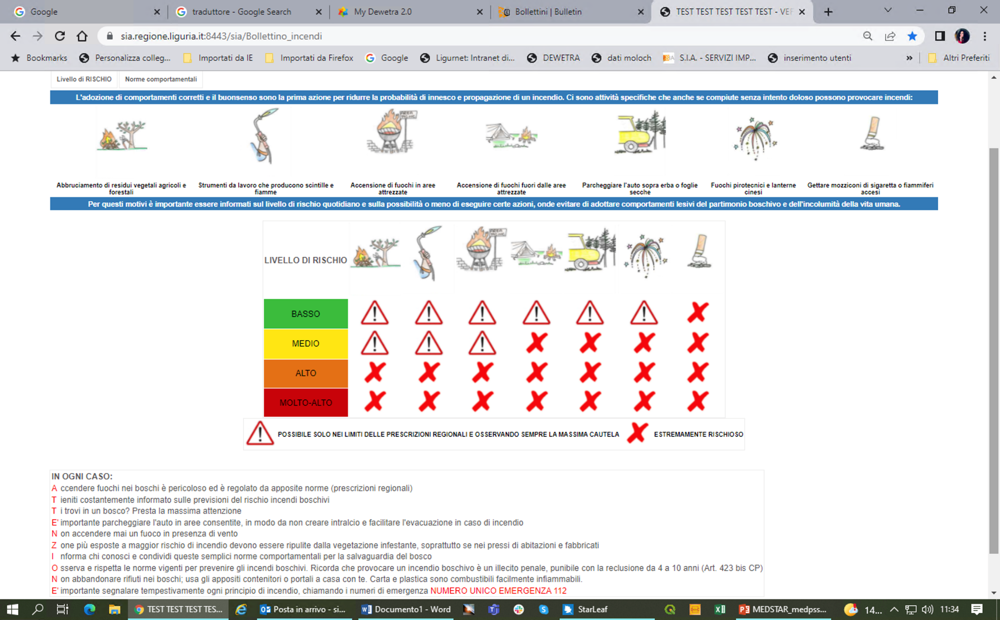 Google
traduttore - Google Search
My Dewetra 2.0
Bollettini | Bulletin
TEST TEST TEST TEST TEST - VER
sia.regione.liguria.it:8443/sia/Bollettino_incendi
Bookmarks
Personalizza colleg...
Importati da IE
Importati da Firefox
Google
Ligurnet: Intranet di...
DEWETRA
dati moloch
S.I.A. - SERVIZI IMP...
inserimento utenti
»
Altri Preferiti
Livello di RISCHIO
Norme comportamentali
L'adozione di comportamenti corretti e il buonsenso sono la prima azione per ridurre la probabilità di innesco e propagazione di un incendio. Ci sono attività specifiche che anche se compiute senza intento doloso possono provocare incendi:
AREA
PIC NIC
Abbruciamento di residui vegetali agricoli e
forestali
Strumenti da lavoro che producono scintille e
fiamme
Accensione di fuochi in aree
attrezzate
Accensione di fuochi fuori dalle aree
attrezzate
Parcheggiare l'auto sopra erba o foglie
secche
Fuochi pirotecnici e lanterne
cinesi
Gettare mozziconi di sigaretta o fiammiferi
accesi
Per questi motivi è importante essere informati sul livello di rischio quotidiano e sulla possibilità o meno di eseguire certe azioni, onde evitare di adottare comportamenti lesivi del partimonio boschivo e dell'incolumità della vita umana.
LIVELLO DI RISCHIO
AREA
PIC NIC
BASSO
MEDIO
ALTO
MOLTO-ALTO
POSSIBILE SOLO NEI LIMITI DELLE PRESCRIZIONI REGIONALI E OSSERVANDO SEMPRE LA MASSIMA CAUTELA
ESTREMAMENTE RISCHIOSO
IN OGNI CASO:
A ccendere fuochi nei boschi è pericoloso ed è regolato da apposite norme (prescrizioni regionali)
T ieniti costantemente informato sulle previsioni del rischio incendi boschivi
T i trovi in un bosco? Presta la massima attenzione
E' importante parcheggiare l'auto in aree consentite, in modo da non creare intralcio e facilitare l'evacuazione in caso di incendio
N on accendere mai un fuoco in presenza di vento
Z one più esposte a maggior rischio di incendio devono essere ripulite dalla vegetazione infestante, soprattutto se nei pressi di abitazioni e fabbricati
I nforma chi conosci e condividi queste semplici norme comportamentali per la salvaguardia del bosco
O sserva e rispetta le norme vigenti per prevenire gli incendi boschivi. Ricorda che provocare un incendio boschivo è un illecito penale, punibile con la reclusione da 4 a 10 anni (Art. 423 bis CP)
N on abbandonare rifiuti nei boschi; usa gli appositi contenitori o portali a casa con te. Carta e plastica sono combustibili facilmente infiammabili.
E' importante segnalare tempestivamente ogni principio di incendio, chiamando i numeri di emergenza NUMERO UNICO EMERGENZA 112
TEST TEST TEST TES...
Posta in arrivo - si...
Documento1 - Word
StarLeaf
MEDSTAR_medpss...
14...
11:34